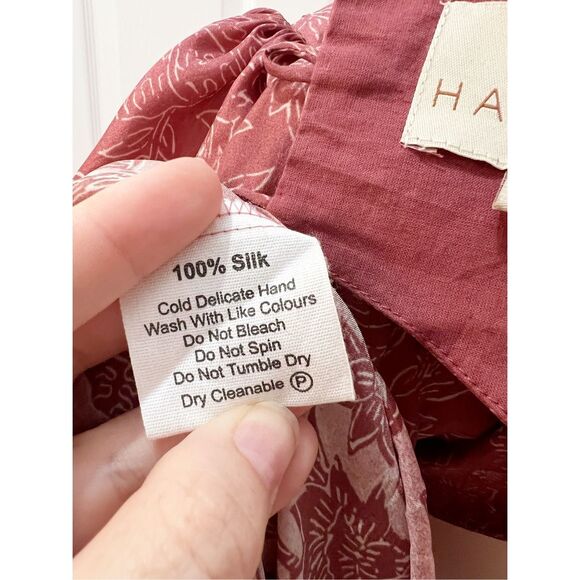 HA
100% Silk
Cold Delicate Hand
Wash With Like Colours
Do Not Bleach
Do Not Spin
Do Not Tumble Dry
Dry Cleanable Ⓟ